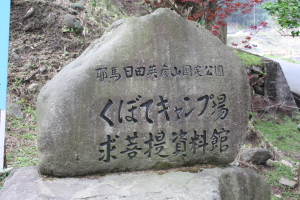 耶馬日田英彦山国定公園
くぼてキャンプ場
求菩提資料館